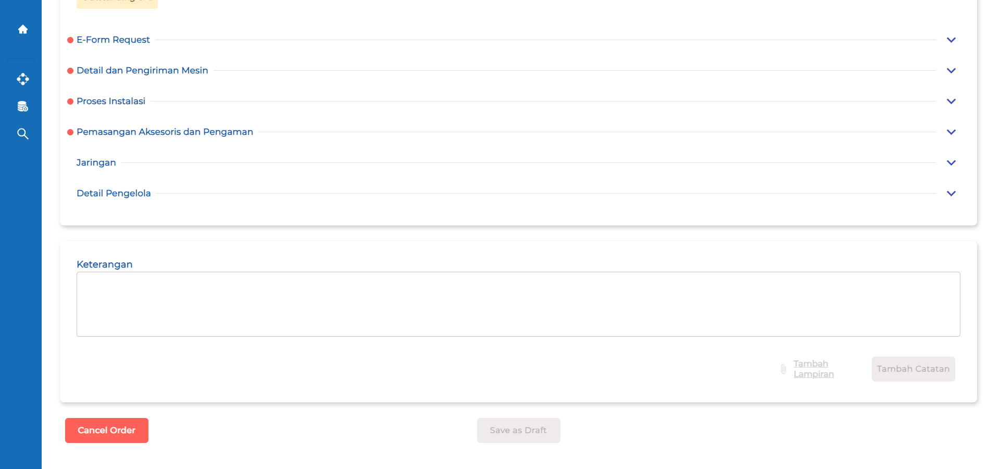 E-Form Request
Detail dan Pengiriman Mesin
Proses Instalasi
Pemasangan Aksesoris dan Pengaman
Jaringan
Detail Pengelola
Keterangan
Tambah
Lampiran
Tambah Catatan
Cancel Order
Save as Draft